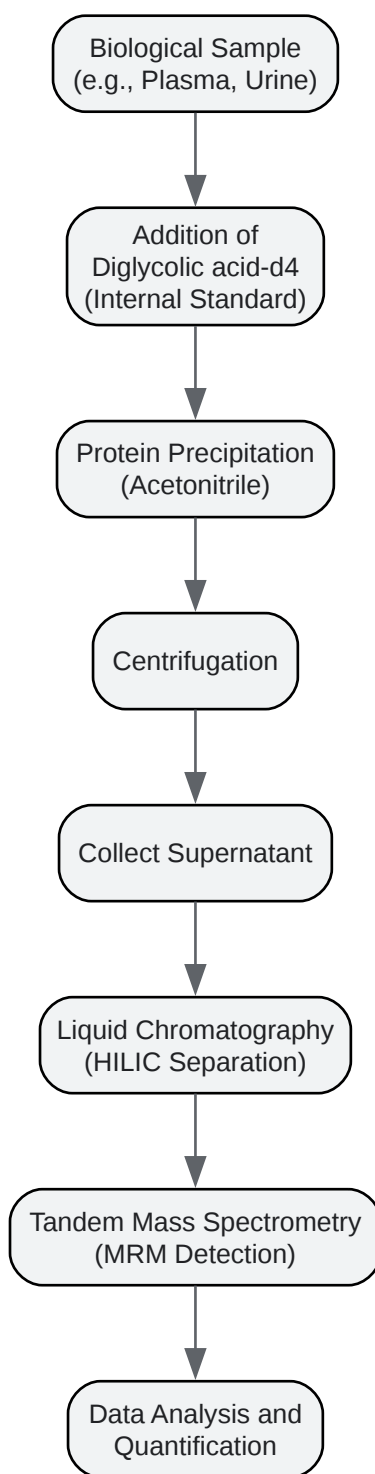 Biological Sample
(e.g., Plasma, Urine)
Addition of
Diglycolic acid-d4
(Internal Standard)
Protein Precipitation
(Acetonitrile)
Centrifugation
Collect Supernatant
Liquid Chromatography
(HILIC Separation)
Tandem Mass Spectrometry
(MRM Detection)
Data Analysis and
Quantification